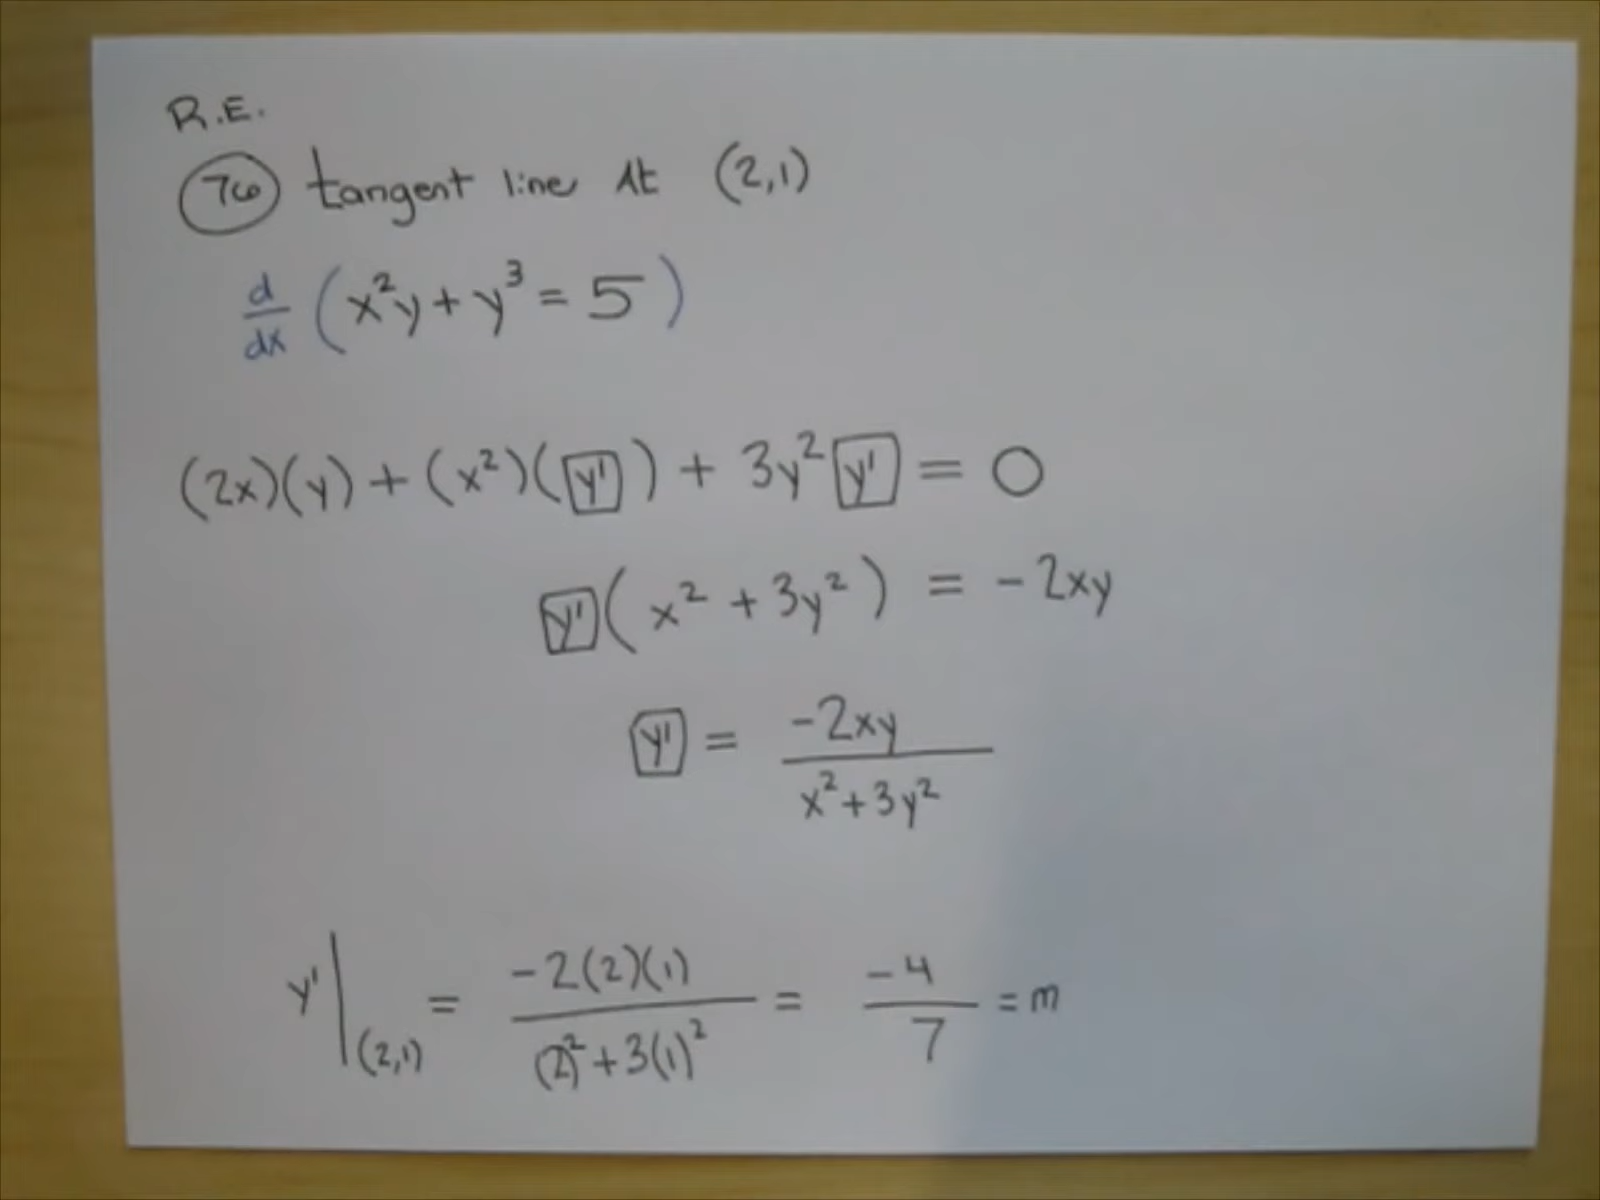 R.E.
76 tangent line At (2,1)
d/dx (x²y + y³ = 5)
(2x)(y) + (x²)(y') + 3y² y' = 0
y'(x² + 3y²) = -2xy
y' = -2xy / x²+3y²
y'|(2,1) = -2(2)(1) / (2)²+3(1)² = -4/7 = m